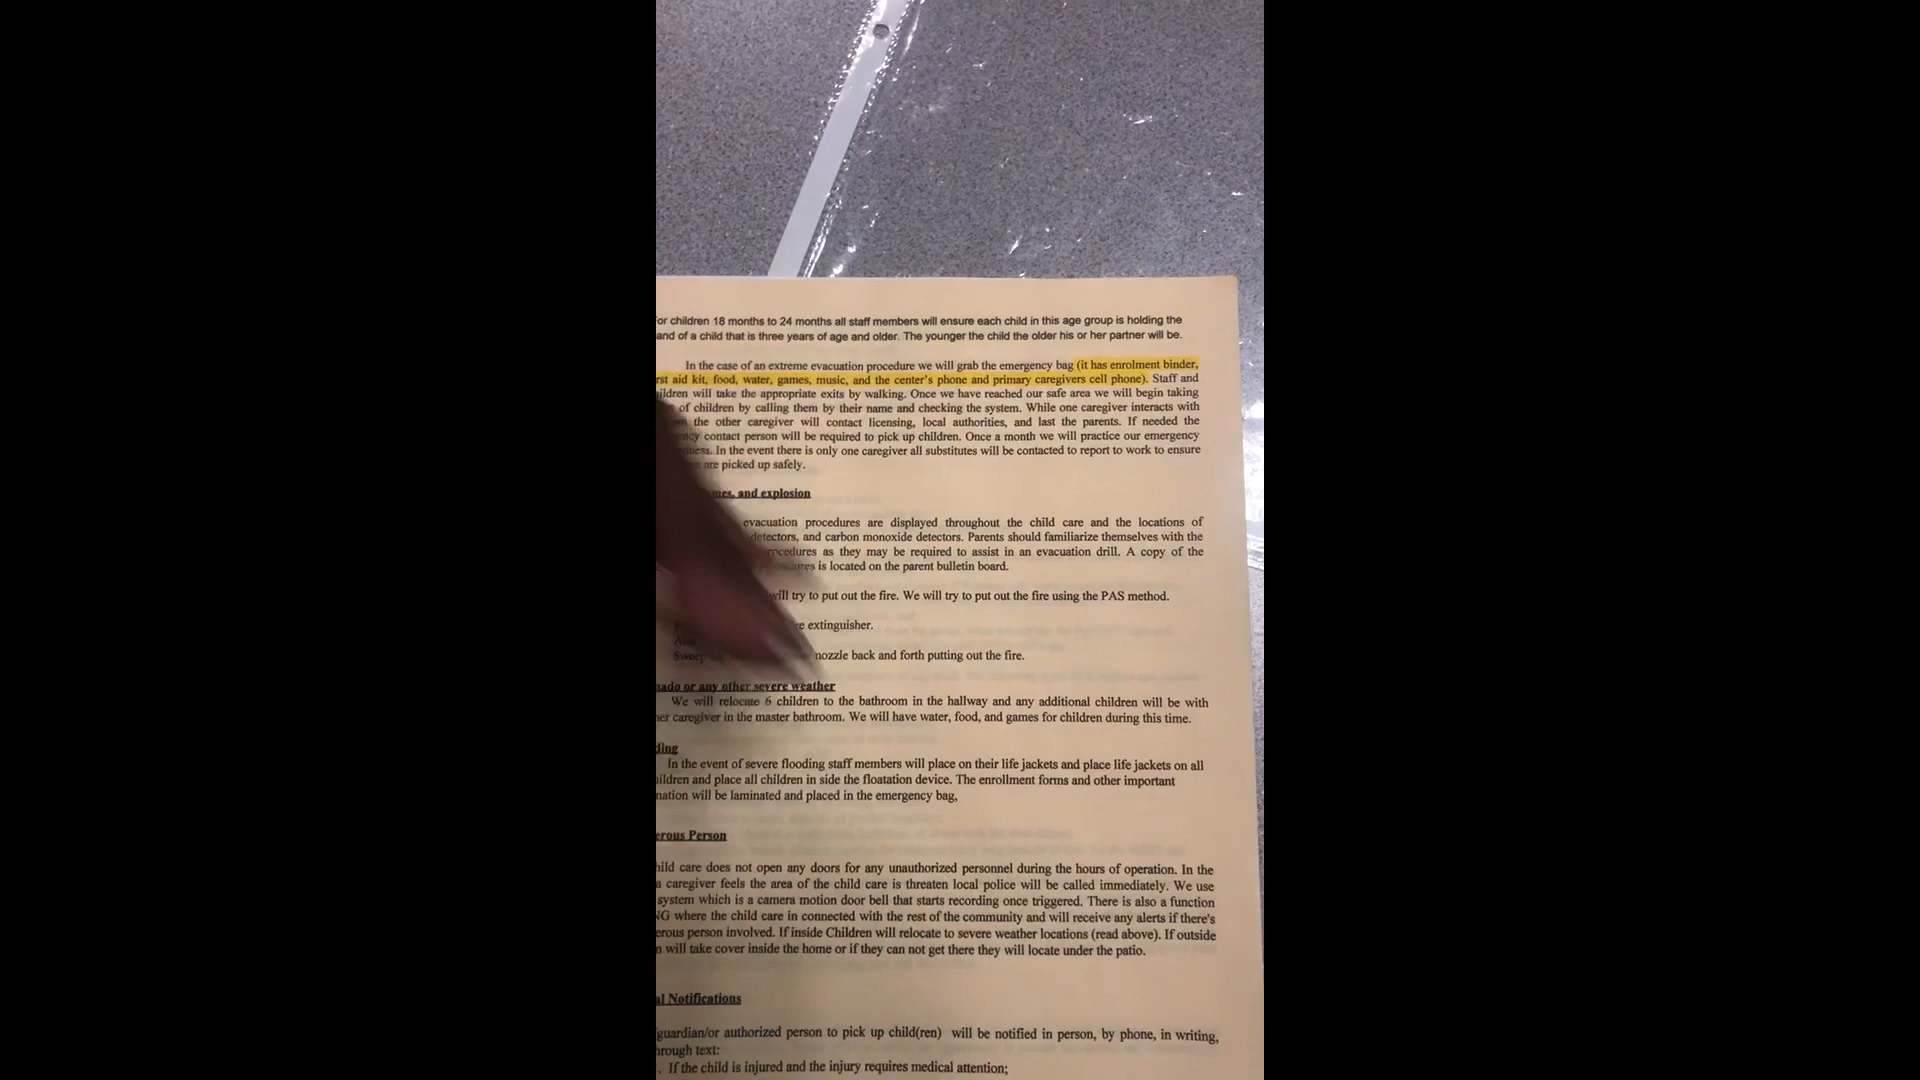 or children 18 months to 24 months all staff members will ensure each child in this age group is holding the
and of a child that is three years of age and older. The younger the child the older his or her partner will be.
In the case of an extreme evacuation procedure we will grab the emergency bag (it has enrolment binder,
rst aid kit, food, water, games, music, and the center's phone and primary caregivers cell phone). Staff and
ildren will take the appropriate exits by walking. Once we have reached our safe area we will begin taking
of children by calling them by their name and checking the system. While one caregiver interacts with
the other caregiver will contact licensing, local authorities, and last the parents. If needed the
contact person will be required to pick up children. Once a month we will practice our emergency
In the event there is only one caregiver all substitutes will be contacted to report to work to ensure
are picked up safely.
mes, and explosion
evacuation procedures are displayed throughout the child care and the locations of
detectors, and carbon monoxide detectors. Parents should familiarize themselves with the
rocedures as they may be required to assist in an evacuation drill. A copy of the
ures is located on the parent bulletin board.
will try to put out the fire. We will try to put out the fire using the PAS method.
re extinguisher.
Sweep nozzle back and forth putting out the fire.
nado or any other severe weather
We will relocate 6 children to the bathroom in the hallway and any additional children will be with
er caregiver in the master bathroom. We will have water, food, and games for children during this time.
ding
In the event of severe flooding staff members will place on their life jackets and place life jackets on all
ildren and place all children in side the floatation device. The enrollment forms and other important
mation will be laminated and placed in the emergency bag,
erous Person
hild care does not open any doors for any unauthorized personnel during the hours of operation. In the
a caregiver feels the area of the child care is threaten local police will be called immediately. We use
system which is a camera motion door bell that starts recording once triggered. There is also a function
NG where the child care in connected with the rest of the community and will receive any alerts if there's
erous person involved. If inside Children will relocate to severe weather locations (read above). If outside
n will take cover inside the home or if they can not get there they will locate under the patio.
al Notifications
guardian/or authorized person to pick up child(ren) will be notified in person, by phone, in writing,
hrough text:
. If the child is injured and the injury requires medical attention;